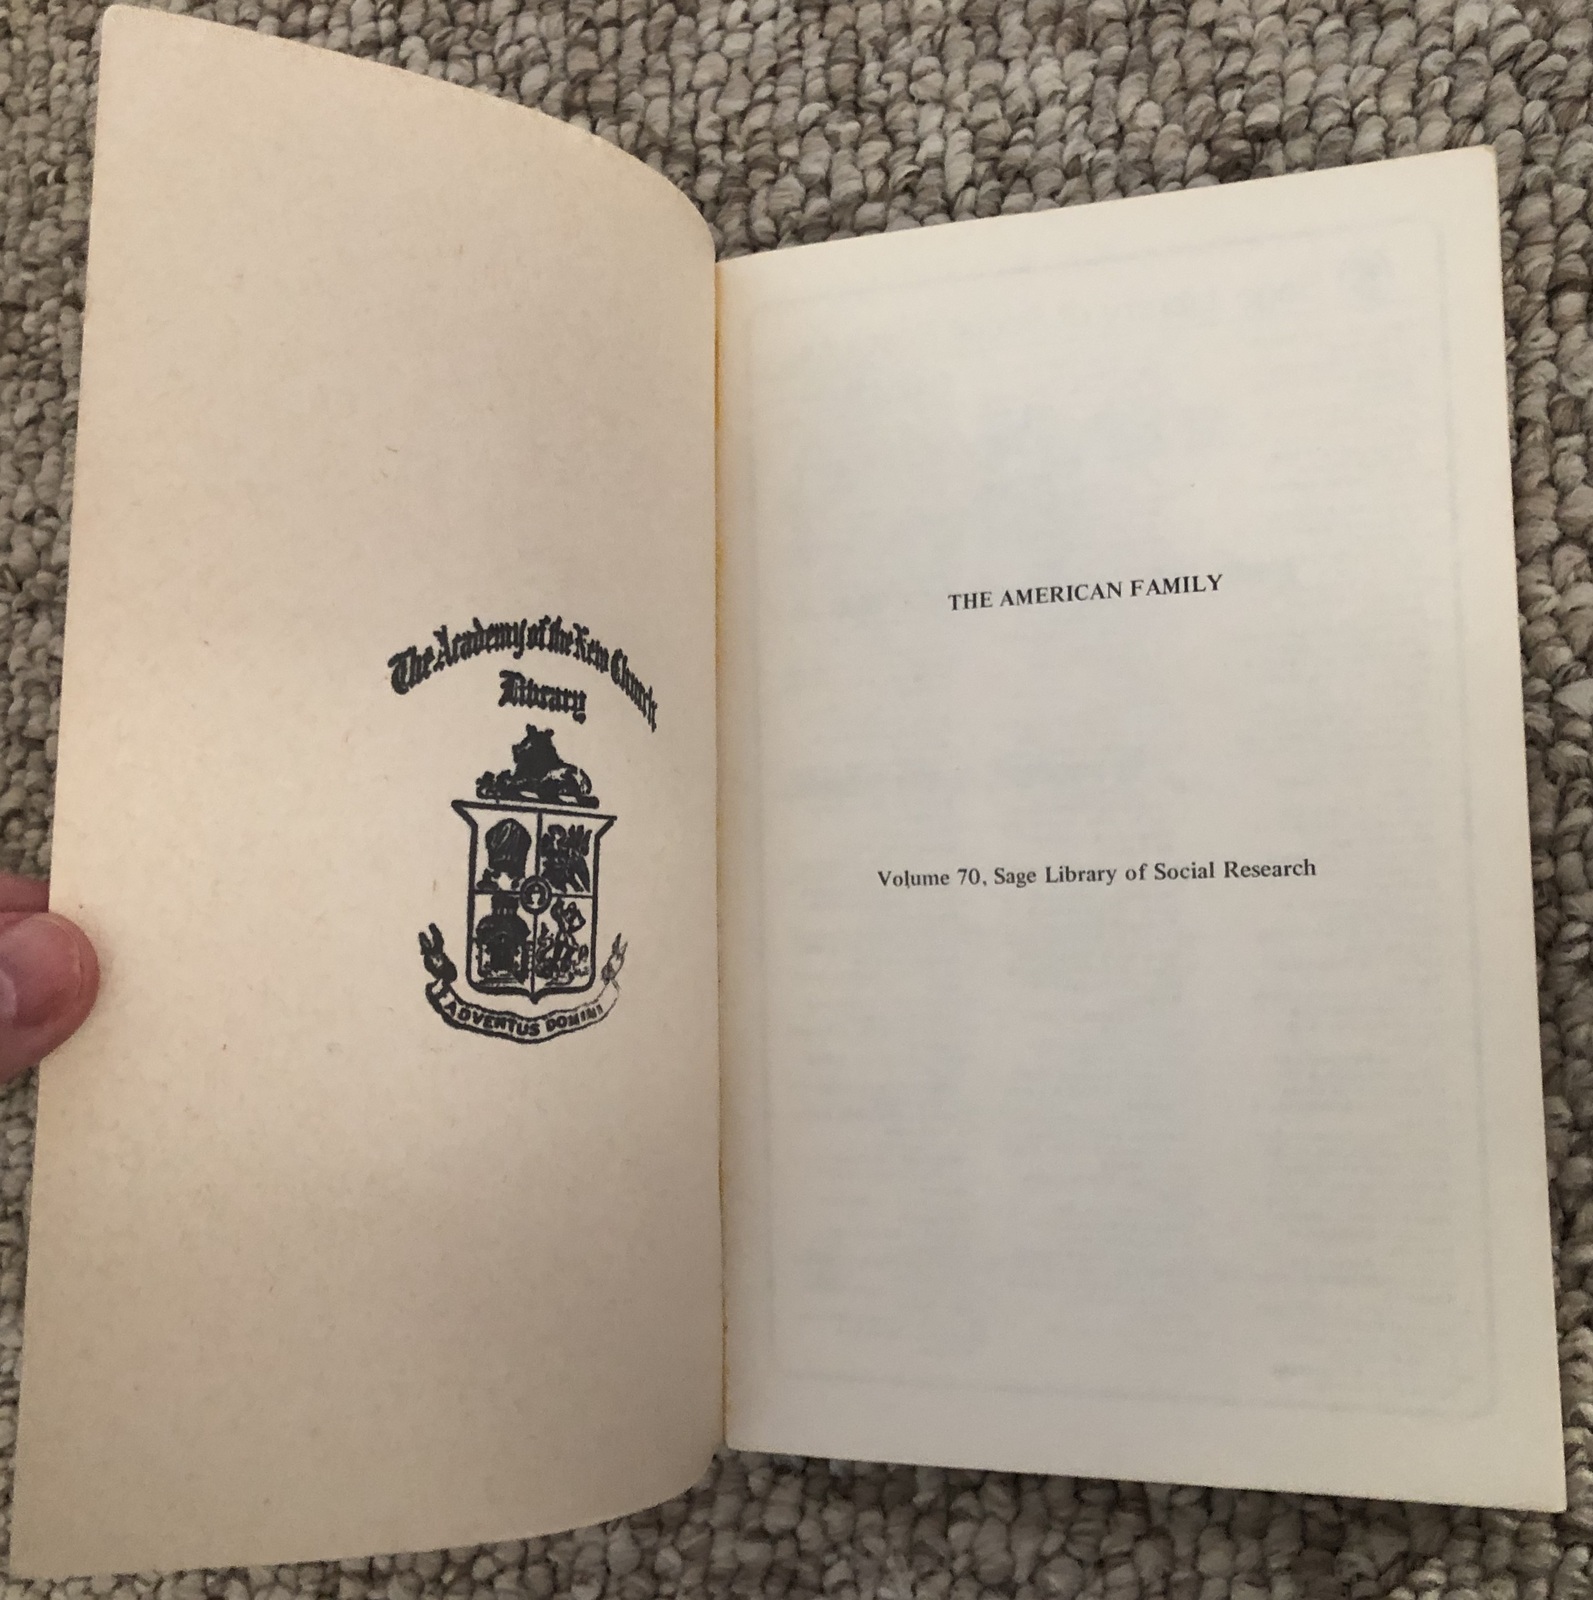 The Academy of the New Church
Library
ADVENTUS DOMINI
THE AMERICAN FAMILY
Volume 70, Sage Library of Social Research